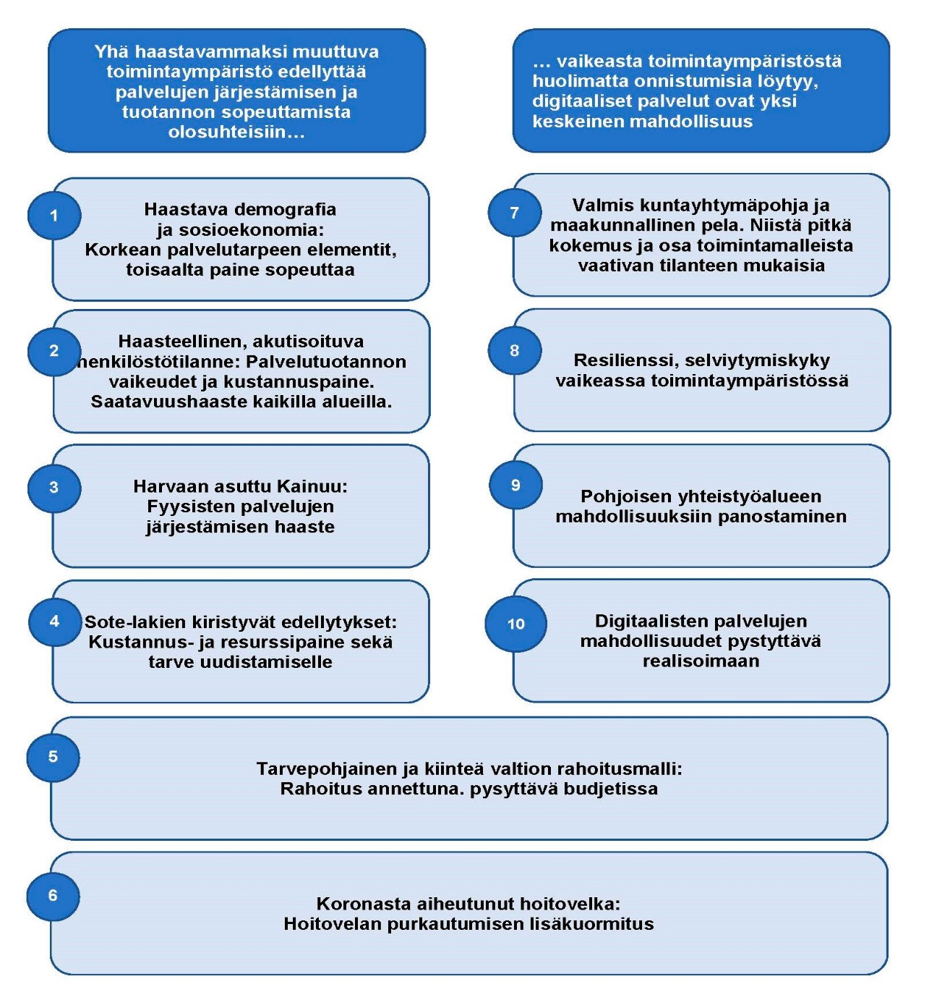 Yhä haastavammaksi muuttuva
toimintaympäristö edellyttää
palvelujen järjestämisen ja
tuotannon sopeuttamista
olosuhteisiin…
1
Haastava demografia
ja sosioekonomia:
Korkean palvelutarpeen elementit,
toisaalta paine sopeuttaa
2
Haasteellinen, akutisoituva
henkilöstötilanne: Palvelutuotannon
vaikeudet ja kustannuspaine.
Saatavuushaaste kaikilla alueilla.
3
Harvaan asuttu Kainuu:
Fyysisten palvelujen
järjestämisen haaste
4
Sote-lakien kiristyvät edellytykset:
Kustannus- ja resurssipaine sekä
tarve uudistamiselle
… vaikeasta toimintaympäristöstä
huolimatta onnistumisia löytyy,
digitaaliset palvelut ovat yksi
keskeinen mahdollisuus
7
Valmis kuntayhtymäpohja ja
maakunnallinen pela. Niistä pitkä
kokemus ja osa toimintamalleista
vaativan tilanteen mukaisia
8
Resilienssi, selviytymiskyky
vaikeassa toimintaympäristössä
9
Pohjoisen yhteistyöalueen
mahdollisuuksiin panostaminen
10
Digitaalisten palvelujen
mahdollisuudet pystyttävä
realisoimaan
5
Tarvepohjainen ja kiinteä valtion rahoitusmalli:
Rahoitus annettuna. pysyttävä budjetissa
6
Koronasta aiheutunut hoitovelka:
Hoitovelan purkautumisen lisäkuormitus